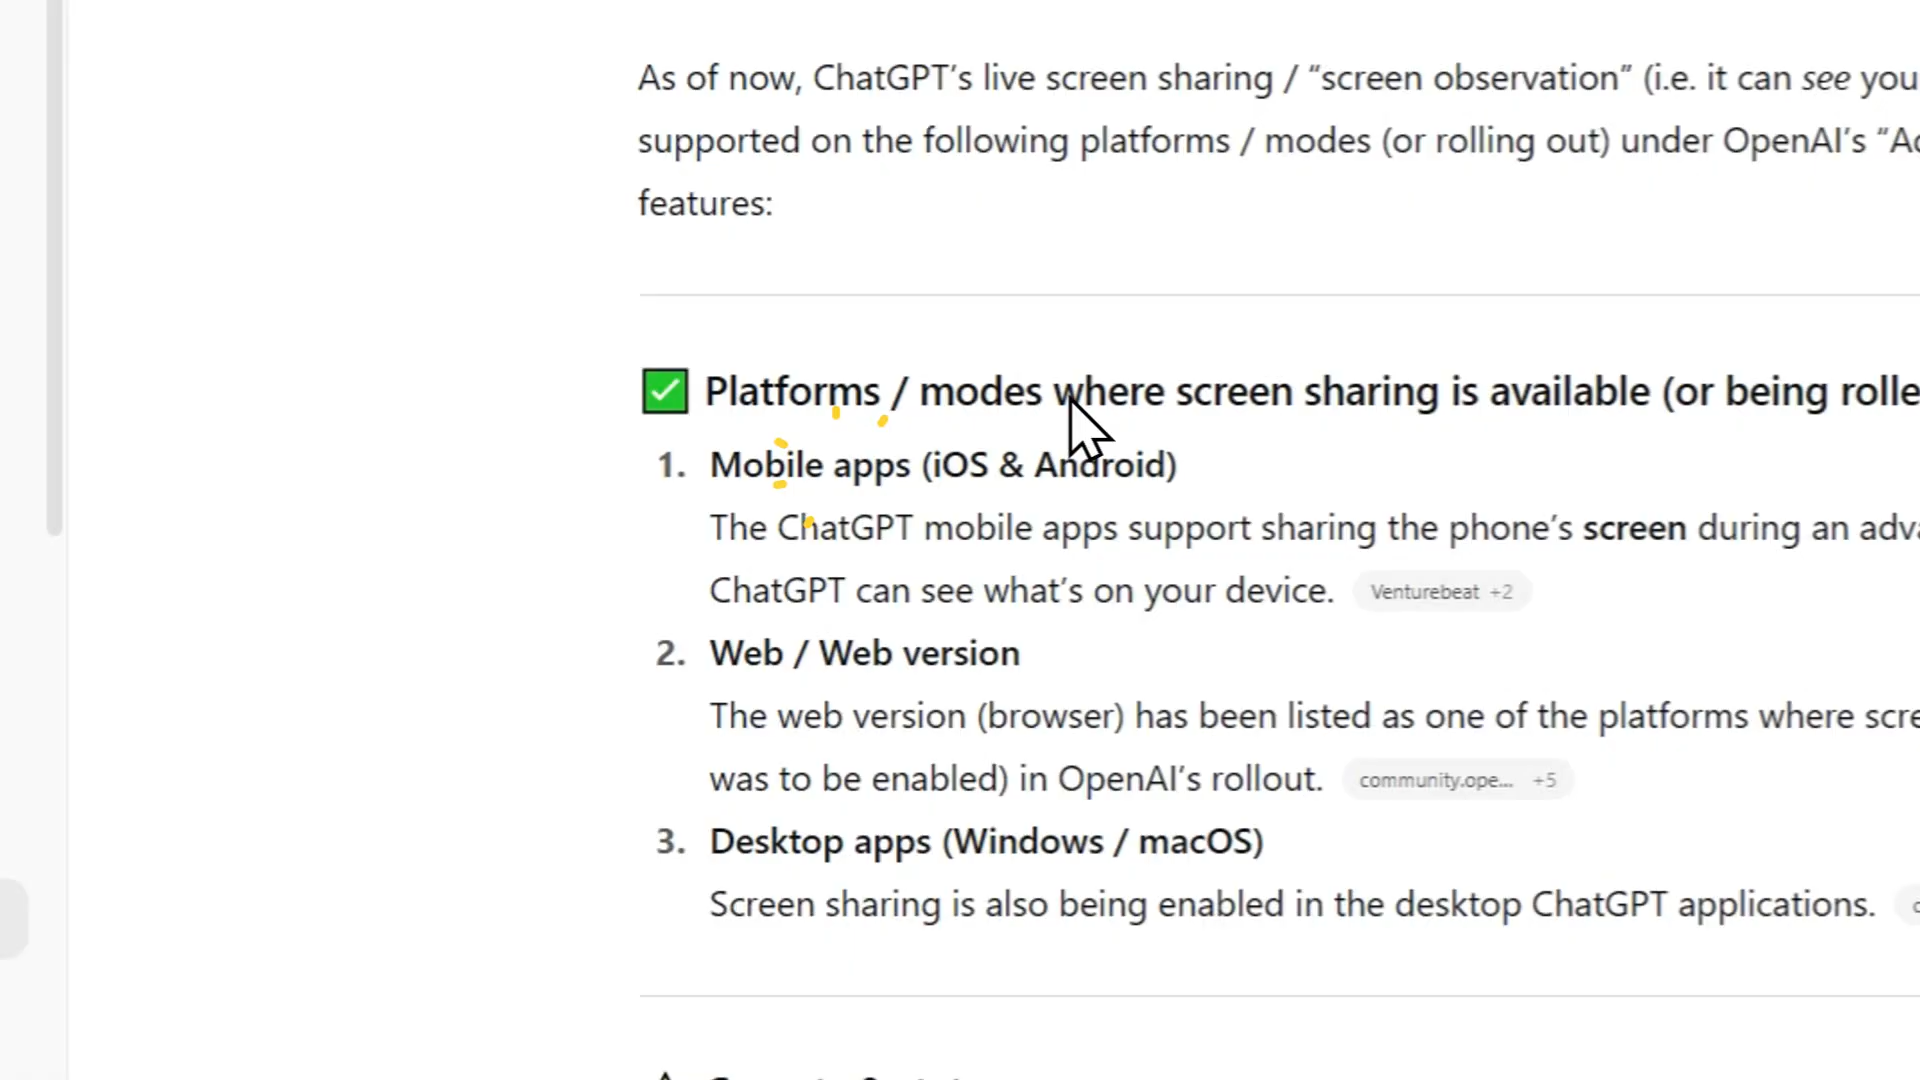 As of now, ChatGPT’s live screen sharing / “screen observation” (i.e. it can see you
supported on the following platforms / modes (or rolling out) under OpenAI’s “Ad
features:
✅ Platforms / modes where screen sharing is available (or being rolle
1. Mobile apps (iOS & Android)
The ChatGPT mobile apps support sharing the phone’s screen during an adva
ChatGPT can see what’s on your device. Venturebeat +2
2. Web / Web version
The web version (browser) has been listed as one of the platforms where scre
was to be enabled) in OpenAI’s rollout. community.ope... +5
3. Desktop apps (Windows / macOS)
Screen sharing is also being enabled in the desktop ChatGPT applications.